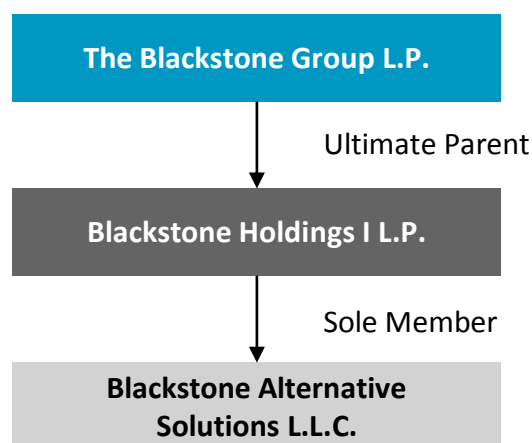 The Blackstone Group L.P.
Ultimate Parent
Blackstone Holdings I L.P.
Sole Member
Blackstone Alternative
Solutions L.L.C.